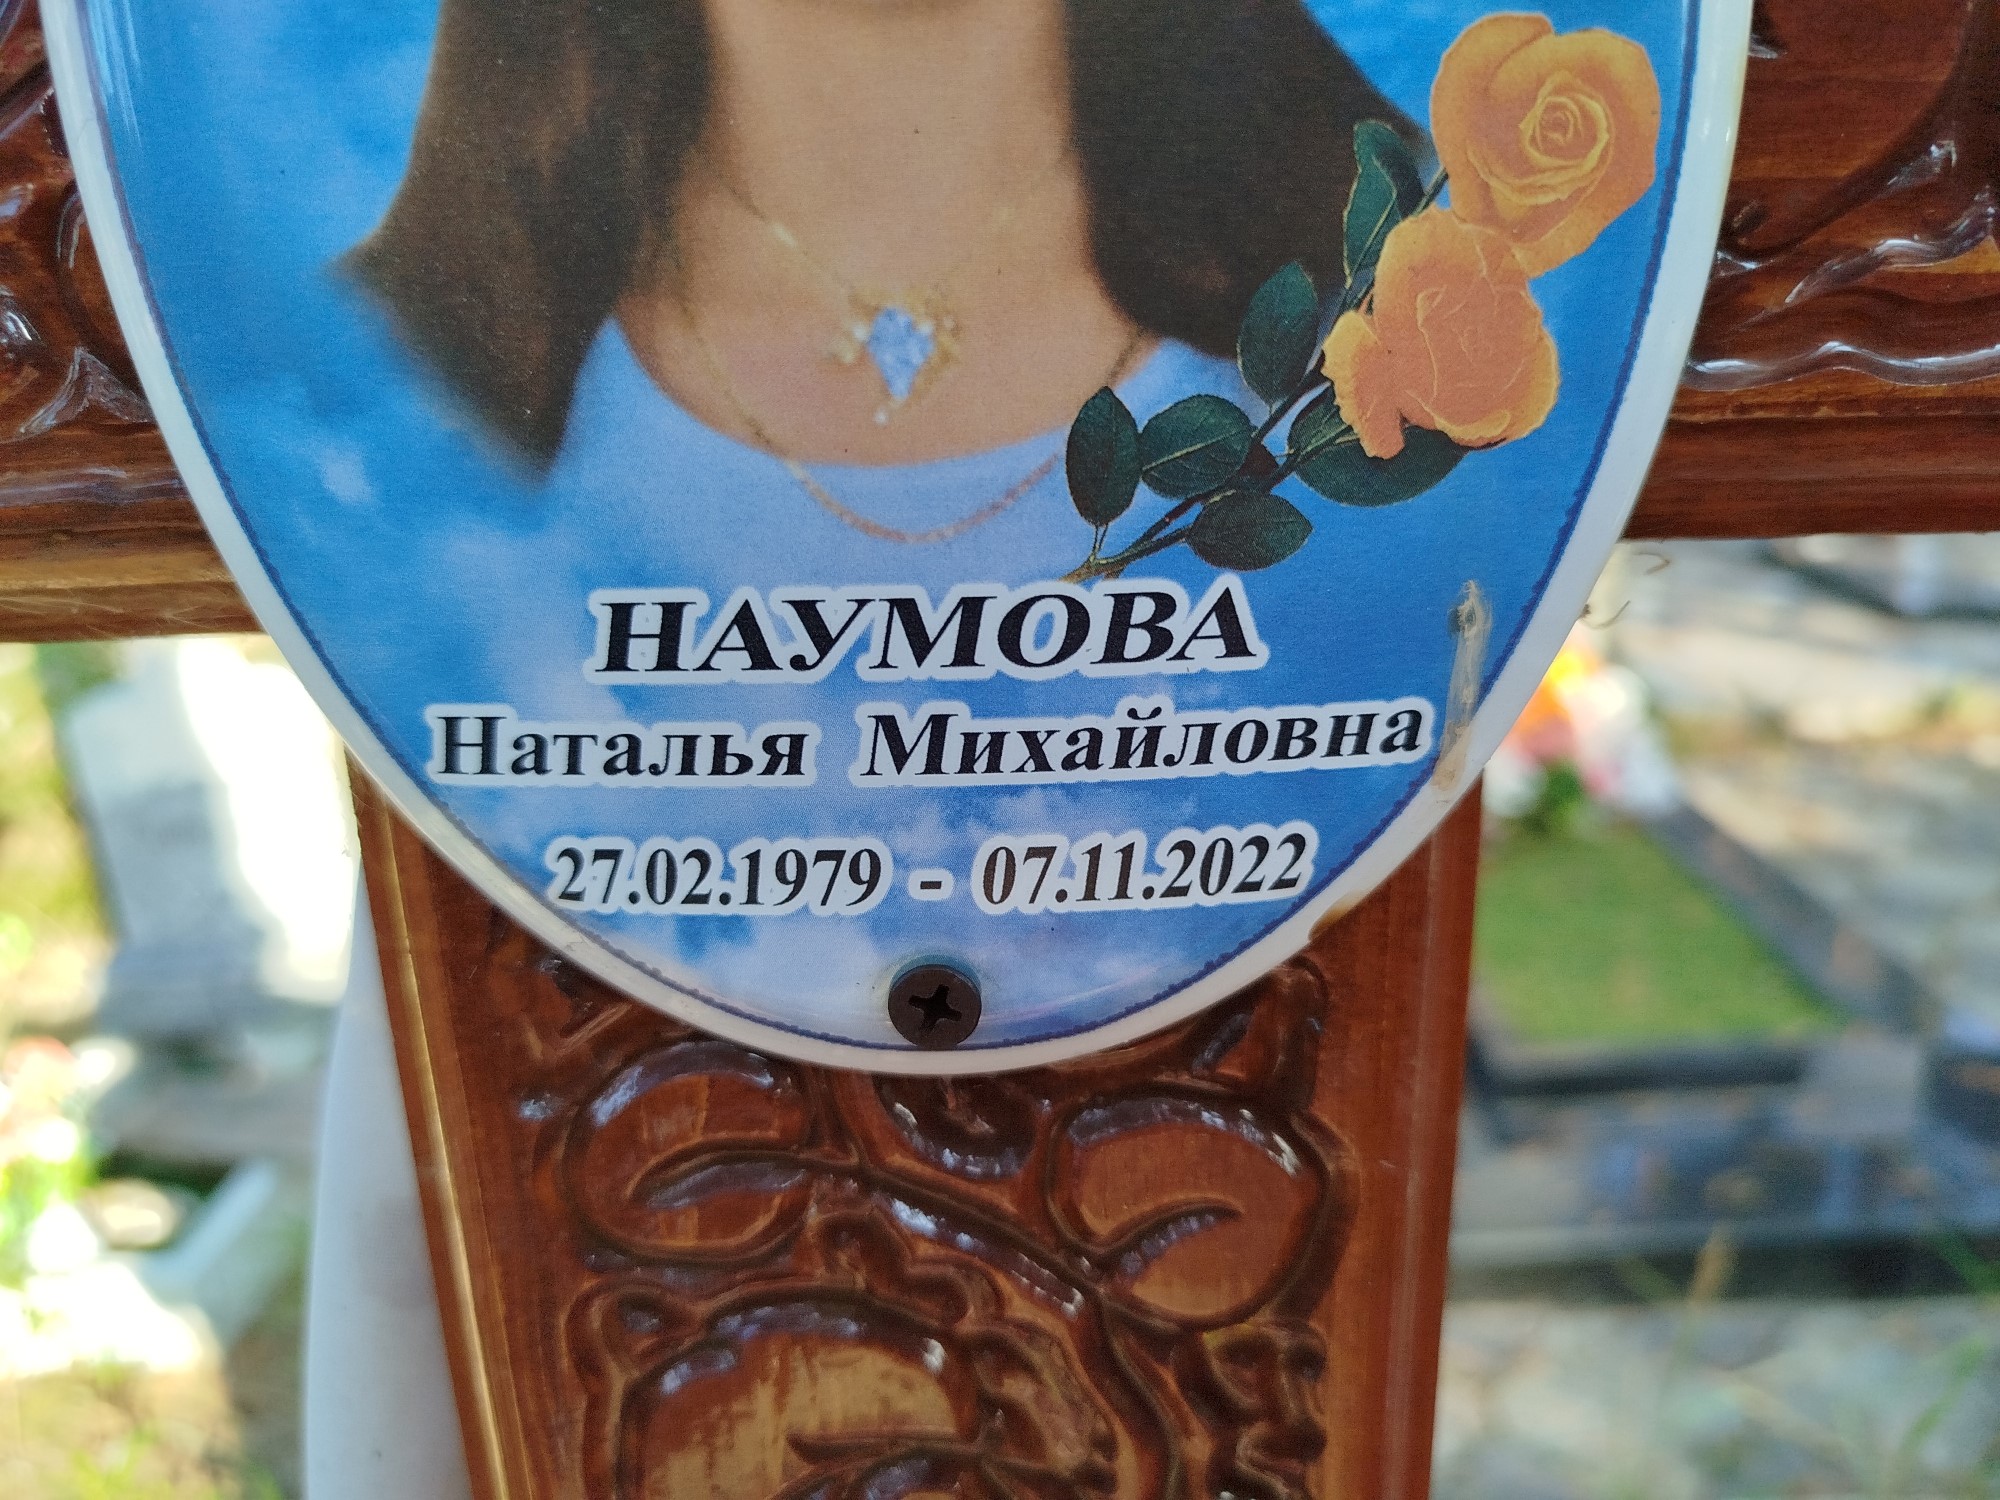 НАУМОВА
Наталья Михайловна
27.02.1979 - 07.11.2022